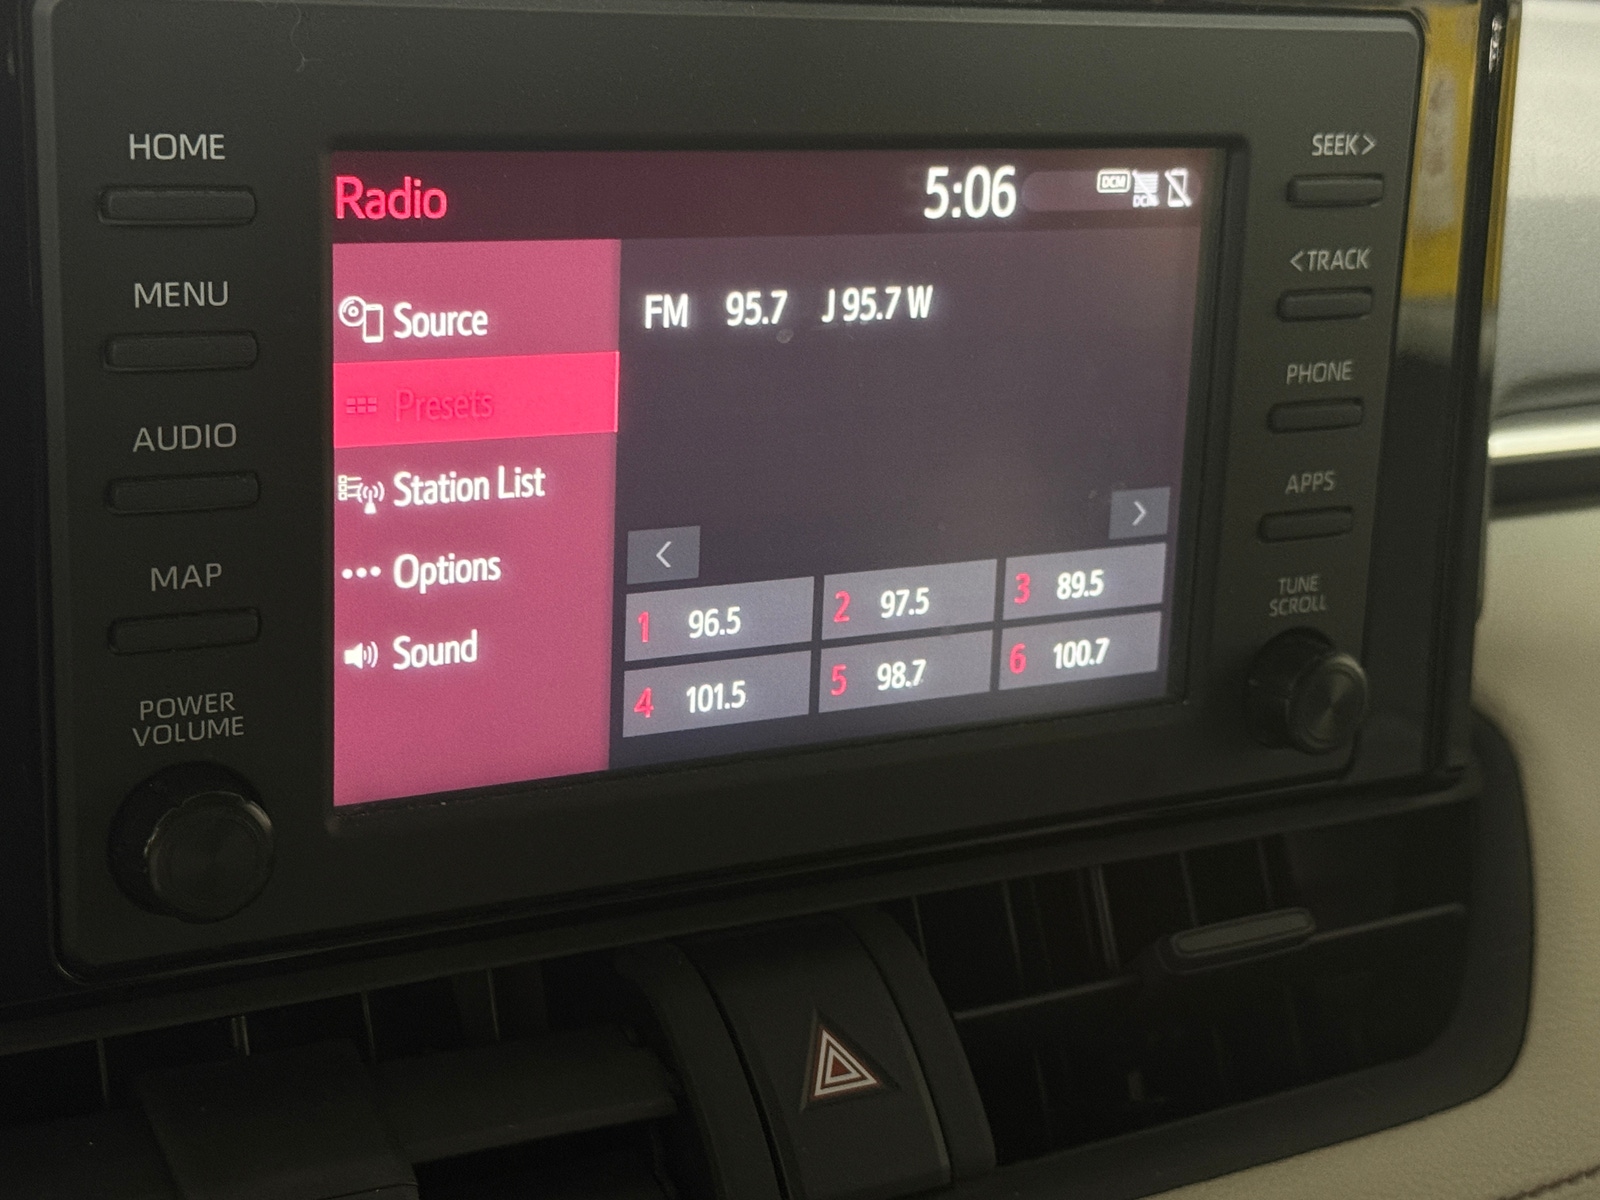 HOME
MENU
AUDIO
MAP
POWER
VOLUME
Radio
5:06
DCM
DCM
Source
Presets
Station List
Options
Sound
FM 95.7 J 95.7 W
<
>
1 96.5
2 97.5
3 89.5
4 101.5
5 98.7
6 100.7
SEEK>
<TRACK
PHONE
APPS
TUNE
SCROLL